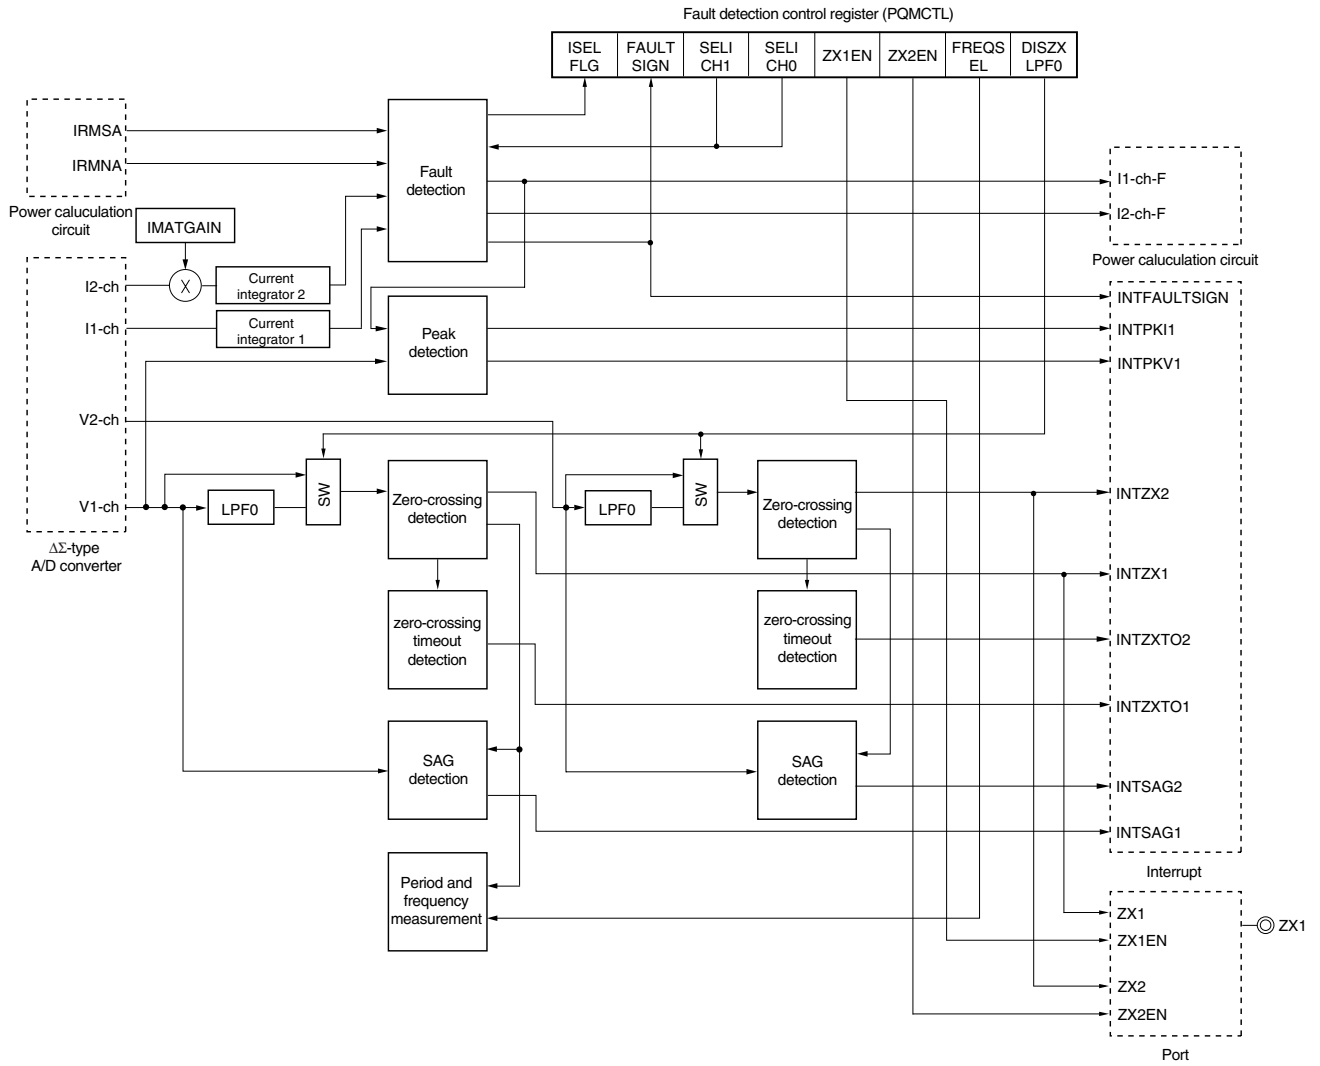 Fault detection control register (PQMCTL)
ISEL
FLG
FAULT
SIGN
SELI
CH1
SELI
CH0
ZX1EN
ZX2EN
FREQS
EL
DISZX
LPF0
IRMSA
IRMNA
Power caluculation
circuit
IMATGAIN
X
I2-ch
I1-ch
V2-ch
V1-ch
ΔΣ-type
A/D converter
Current
integrator 2
Current
integrator 1
Fault
detection
Peak
detection
LPF0
SW
Zero-crossing
detection
zero-crossing
timeout
detection
SAG
detection
Period and
frequency
measurement
LPF0
SW
Zero-crossing
detection
zero-crossing
timeout
detection
SAG
detection
I1-ch-F
I2-ch-F
Power caluculation circuit
INTFAULTSIGN
INTPKI1
INTPKV1
INTZX2
INTZX1
INTZXTO2
INTZXTO1
INTSAG2
INTSAG1
Interrupt
ZX1
ZX1EN
ZX2
ZX2EN
Port
ZX1